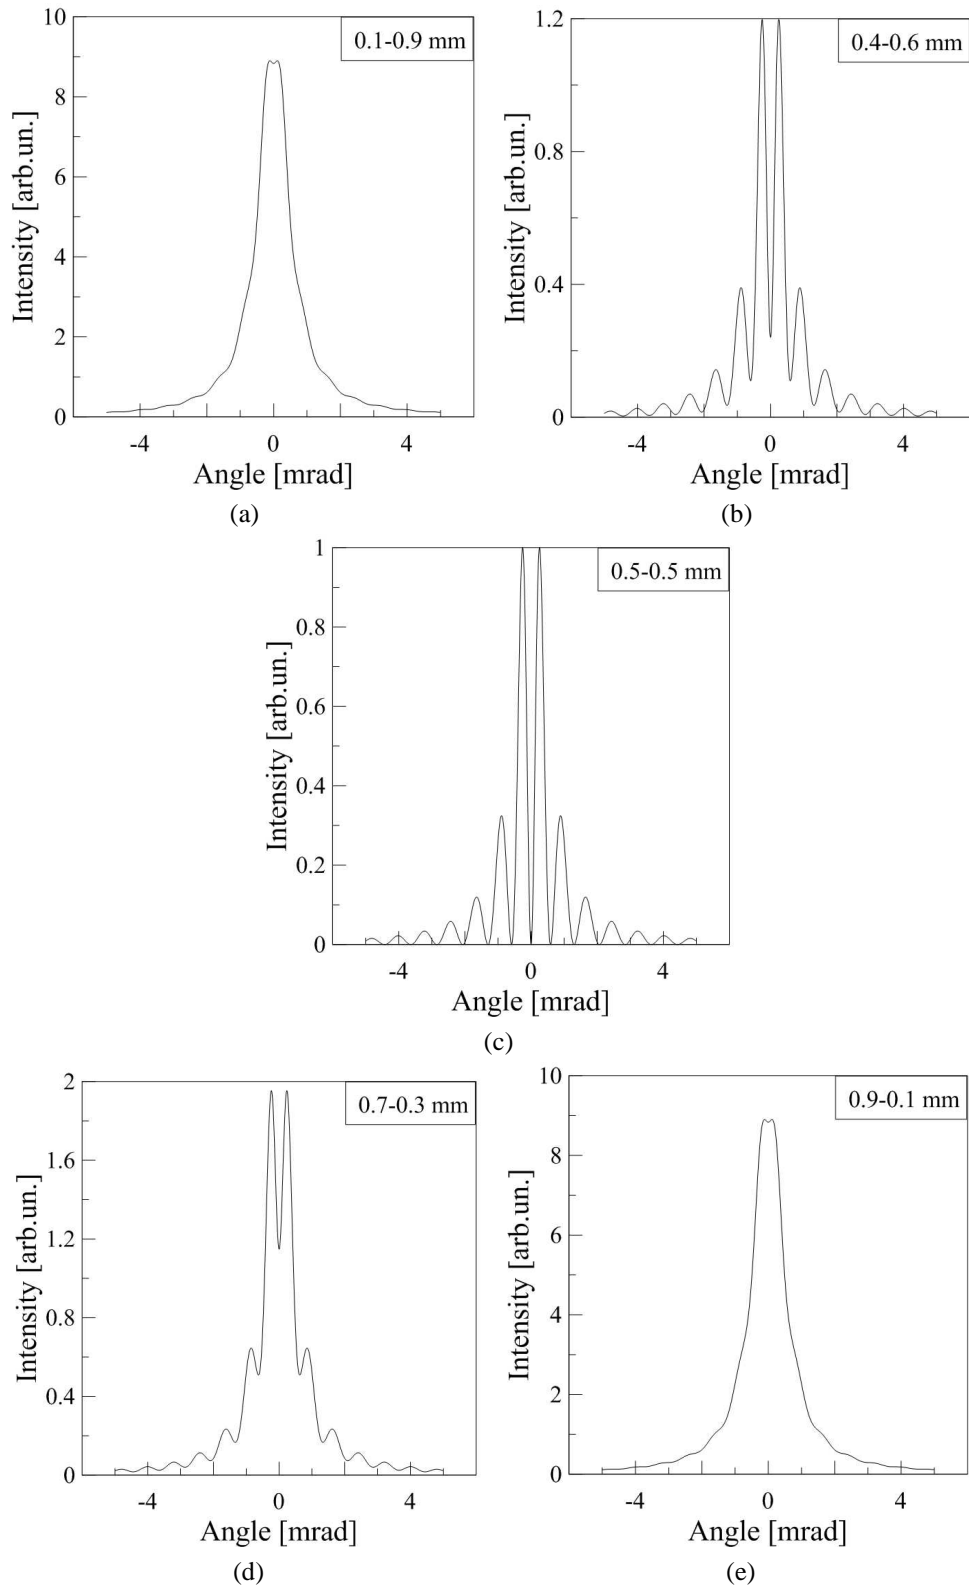 10
0.1-0.9 mm
8
6
4
2
0
Intensity [arb.un.]
-4 0 4
Angle [mrad]
(a)
1.2
0.4-0.6 mm
0.8
0.4
0
Intensity [arb.un.]
-4 0 4
Angle [mrad]
(b)
1
0.5-0.5 mm
0.8
0.6
0.4
0.2
0
Intensity [arb.un.]
-4 0 4
Angle [mrad]
(c)
2
0.7-0.3 mm
1.6
1.2
0.8
0.4
0
Intensity [arb.un.]
-4 0 4
Angle [mrad]
(d)
10
0.9-0.1 mm
8
6
4
2
0
Intensity [arb.un.]
-4 0 4
Angle [mrad]
(e)